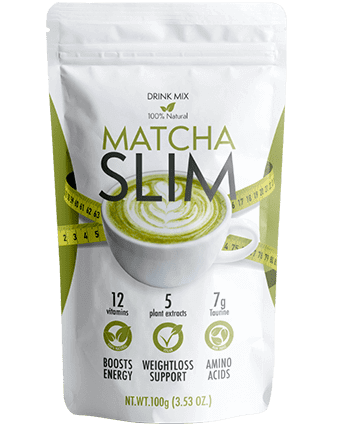 DRINK MIX
100% Natural
MATCHA
SLIM
12 5 7g
vitamins plant extracts Taurine
BOOSTS WEIGHTLOSS AMINO
ENERGY SUPPORT ACIDS
NT.WT.100g (3.53 OZ.)